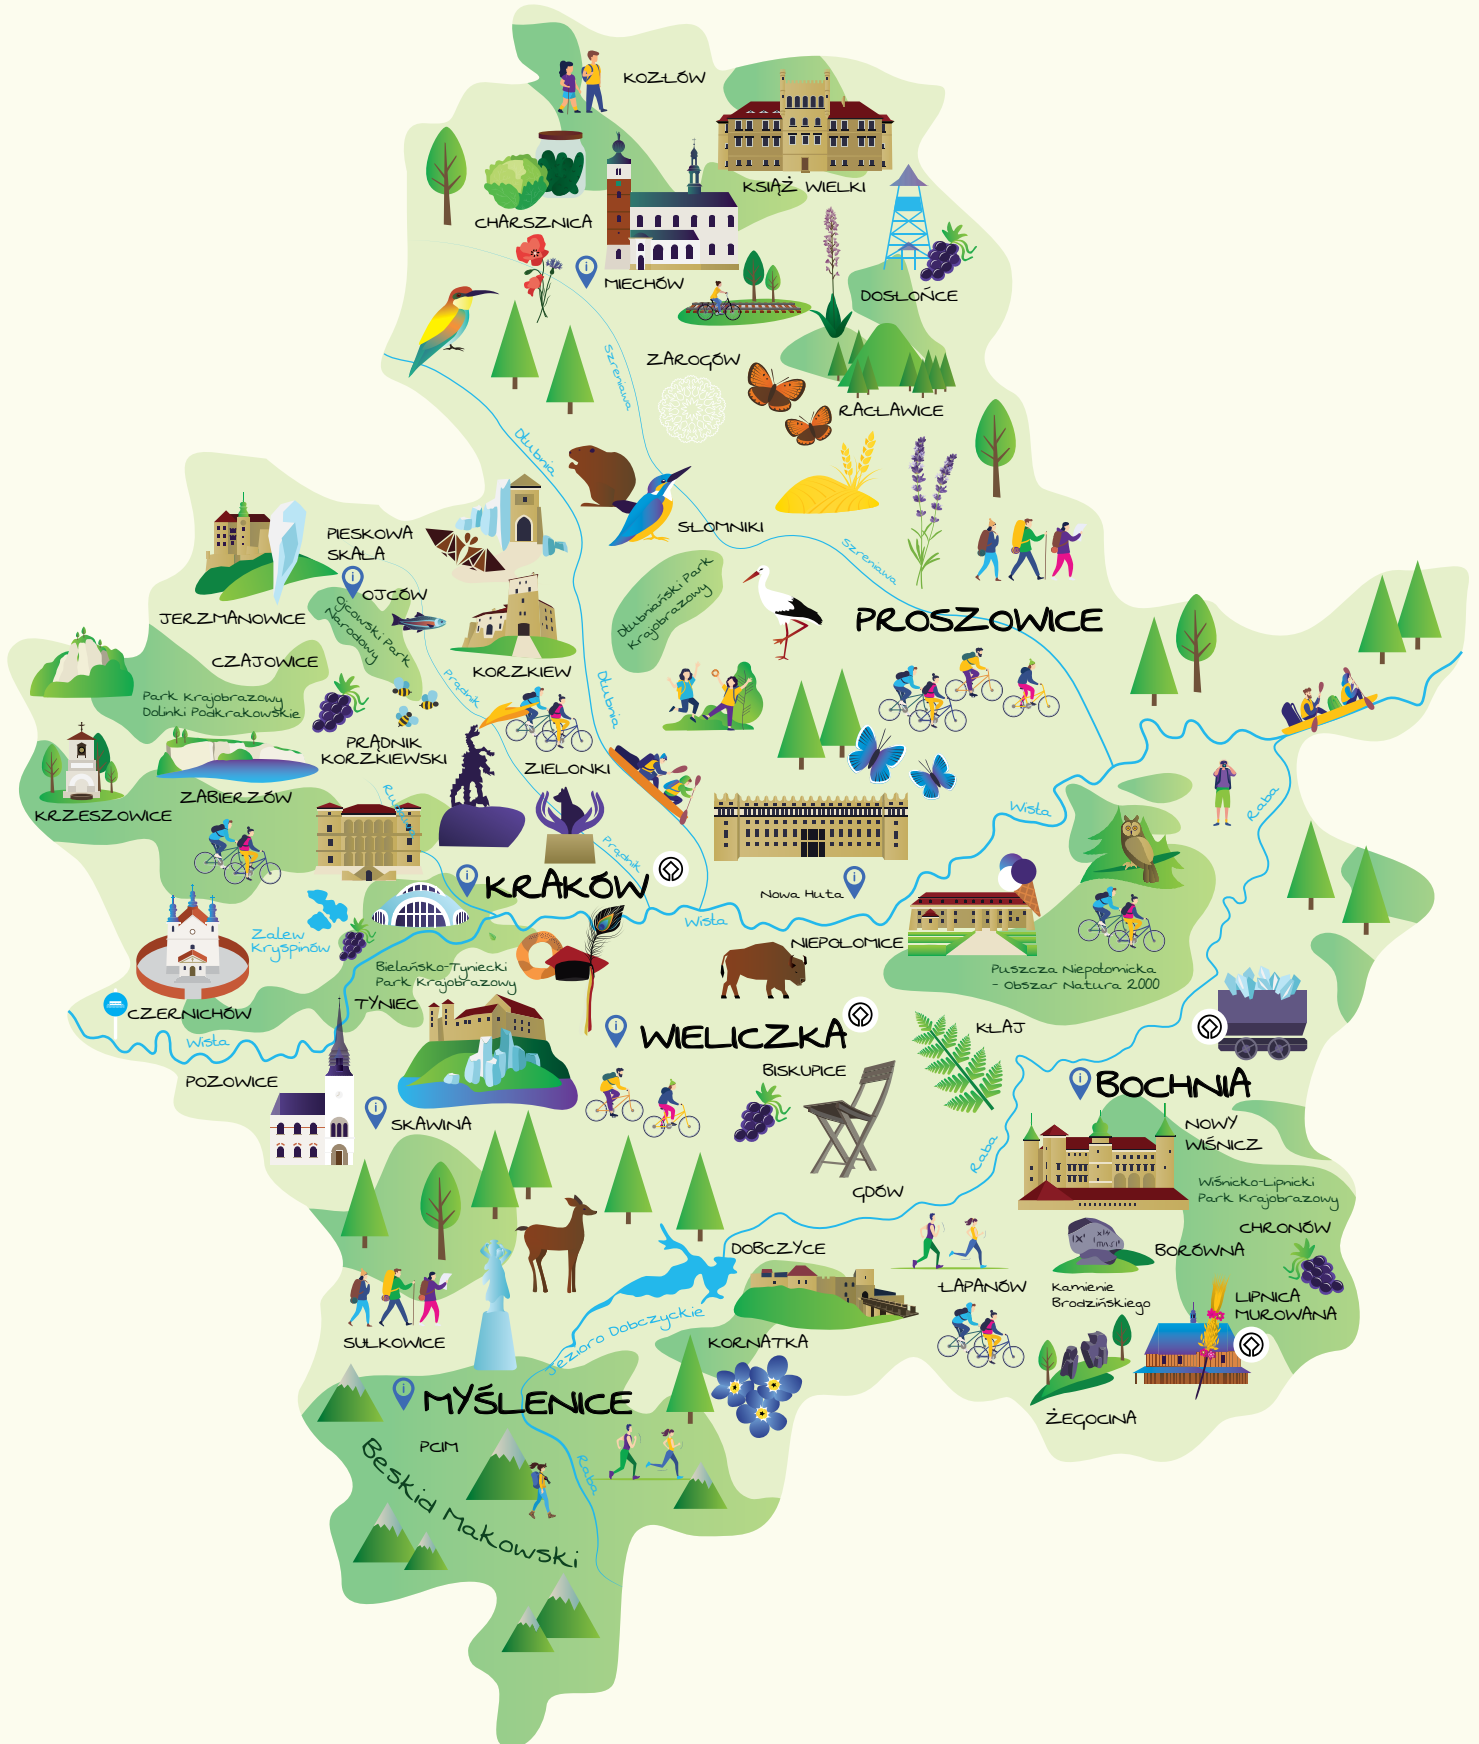 KOZŁÓW
KSIĄŻ WIELKI
CHARSZNICA
MIECHÓW
DOSŁOŃCE
Szreniawa
ZAROGÓW
RACŁAWICE
Dłubnia
SŁOMNIKI
PIESKOWA
SKAŁA
Szreniawa
OJCÓW
JERZMANOWICE
Ojcowski Park
Narodowy
Dłubniański Park
Krajobrazowy
PROSZOWICE
CZAJOWICE
KORZKIEW
Prądnik
Dłubnia
Park Krajobrazowy
Dolinki Podkrakowskie
PRĄDNIK
KORZKIEWSKI
ZIELONKI
ZABIERZÓW
KRZESZOWICE
Wisła
Raba
Prądnik
KRAKÓW
Nowa Huta
Wisła
Zalew
Kryspinów
NIEPOŁOMICE
Bielańsko-Tyniecki
Park Krajobrazowy
Puszcza Niepołomicka
- Obszar Natura 2000
TYNIEC
CZERNICHÓW
WIELICZKA
KŁAJ
Wisła
BISKUPICE
POZOWICE
BOCHNIA
SKAWINA
NOWY
WIŚNICZ
Raba
Wiśnicko-Lipnicki
Park Krajobrazowy
GDÓW
CHRONÓW
DOBCZYCE
BORÓWNA
ŁAPANÓW
Kamienie
Brodzińskiego
LIPNICA
MUROWANA
Jezioro Dobczyckie
SUŁKOWICE
KORNATKA
MYŚLENICE
ŻEGOCINA
PCIM
Raba
Beskid Makowski